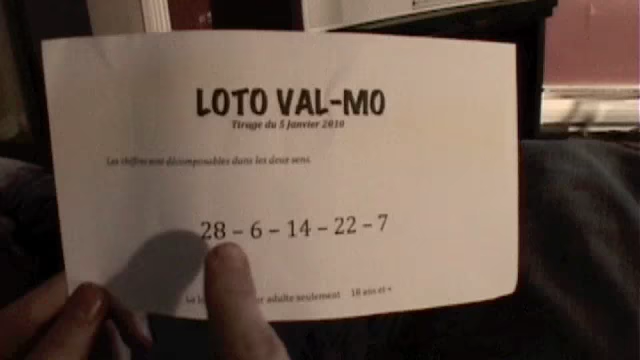 LOTO VAL-MO
Tirage du 5 Janvier 2010
Les chiffres sont décomposables dans les deux sens
28 – 6 – 14 – 22 – 7
adulte seulement 18 ans et +